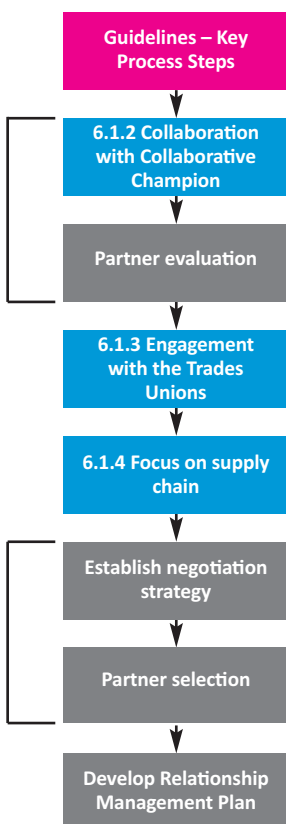 Guidelines – Key
Process Steps
6.1.2 Collaboration
with Collaborative
Champion
Partner evaluation
6.1.3 Engagement
with the Trades
Unions
6.1.4 Focus on supply
chain
Establish negotiation
strategy
Partner selection
Develop Relationship
Management Plan